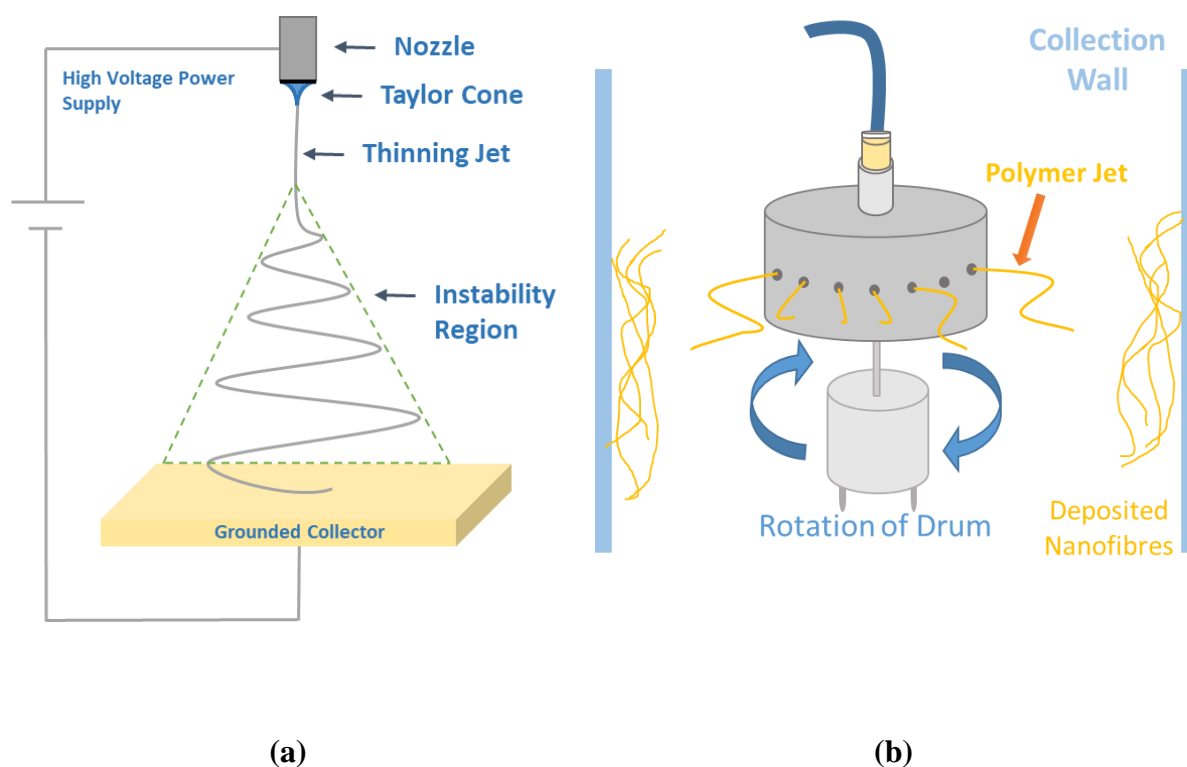 Nozzle
High Voltage Power
Supply
Taylor Cone
Thinning Jet
Instability
Region
Grounded Collector
(a)
Collection
Wall
Polymer Jet
Rotation of Drum
Deposited
Nanofibres
(b)